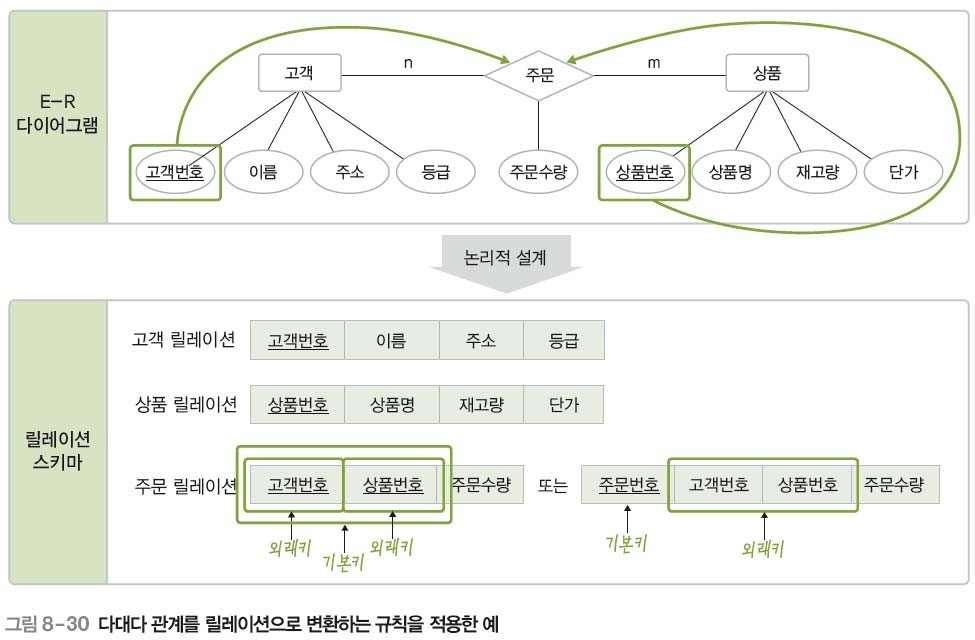 E-R
다이어그램
고객
n
주문
m
상품
고객번호
이름
주소
등급
주문수량
상품번호
상품명
재고량
단가
논리적 설계
릴레이션
스키마
고객 릴레이션
고객번호
이름
주소
등급
상품 릴레이션
상품번호
상품명
재고량
단가
주문 릴레이션
고객번호
상품번호
주문수량
또는
주문번호
고객번호
상품번호
주문수량
외래키
기본키
외래키
기본키
외래키
그림 8-30 다대다 관계를 릴레이션으로 변환하는 규칙을 적용한 예